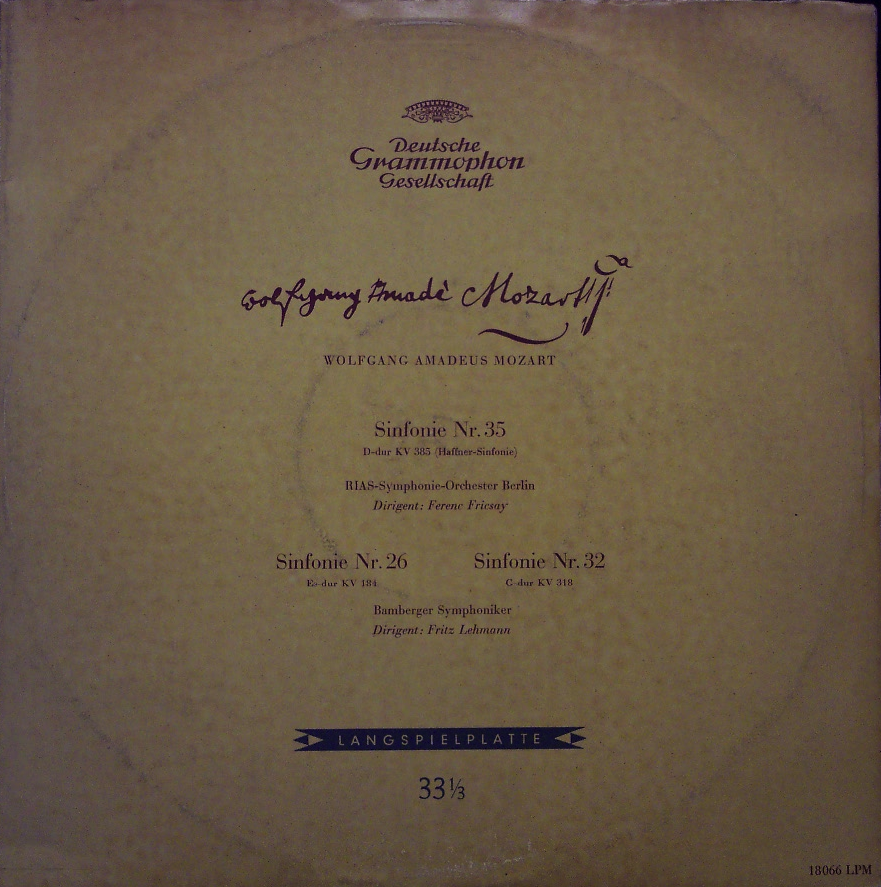 Deutsche
Grammophon
Gesellschaft
Wolfgang Amadè Mozart
WOLFGANG AMADEUS MOZART
Sinfonie Nr. 35
D-dur KV 385 (Haffner-Sinfonie)
RIAS-Symphonie-Orchester Berlin
Dirigent: Ferenc Fricsay
Sinfonie Nr. 26 Sinfonie Nr. 32
Es-dur KV 184 G-dur KV 318
Bamberger Symphoniker
Dirigent: Fritz Lehmann
LANGSPIELPLATTE
33 1/3
18066 LPM